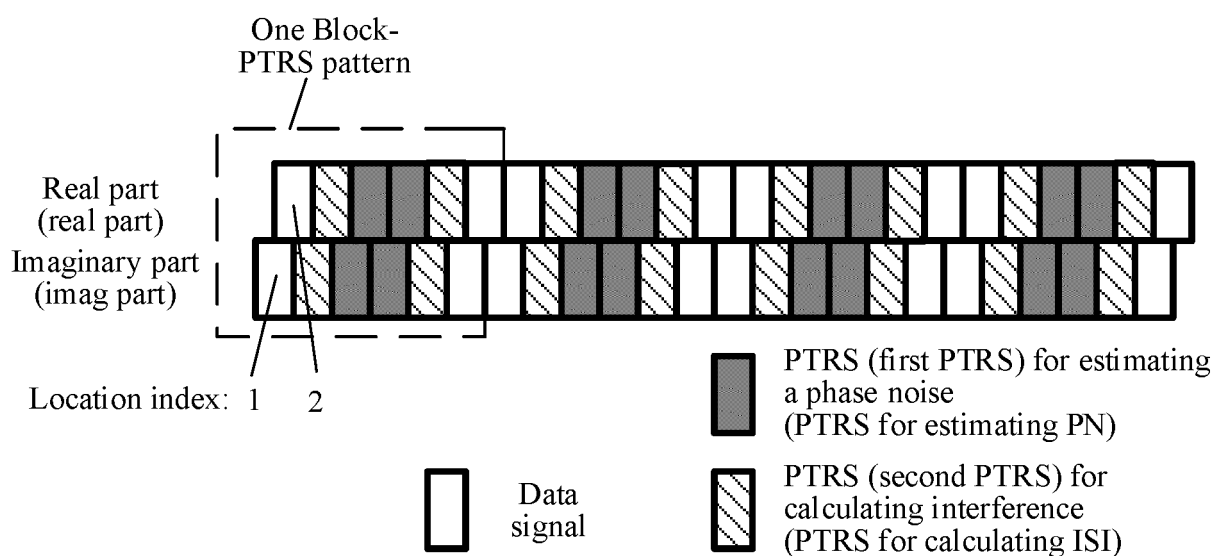 One Block-
PTRS pattern
Real part
(real part)
Imaginary part
(imag part)
Location index: 1 2
PTRS (first PTRS) for estimating
a phase noise
(PTRS for estimating PN)
Data
signal
PTRS (second PTRS) for
calculating interference
(PTRS for calculating ISI)